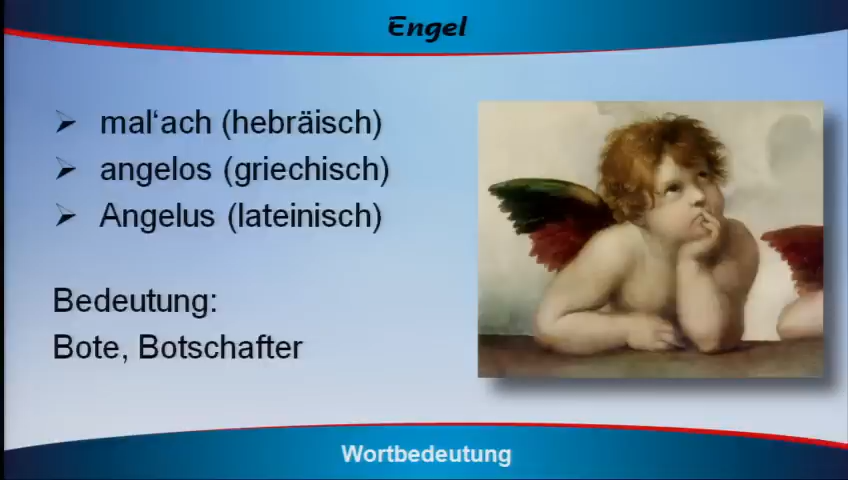 Engel
mal‘ach (hebräisch)
angelos (griechisch)
Angelus (lateinisch)
Bedeutung:
Bote, Botschafter
Wortbedeutung